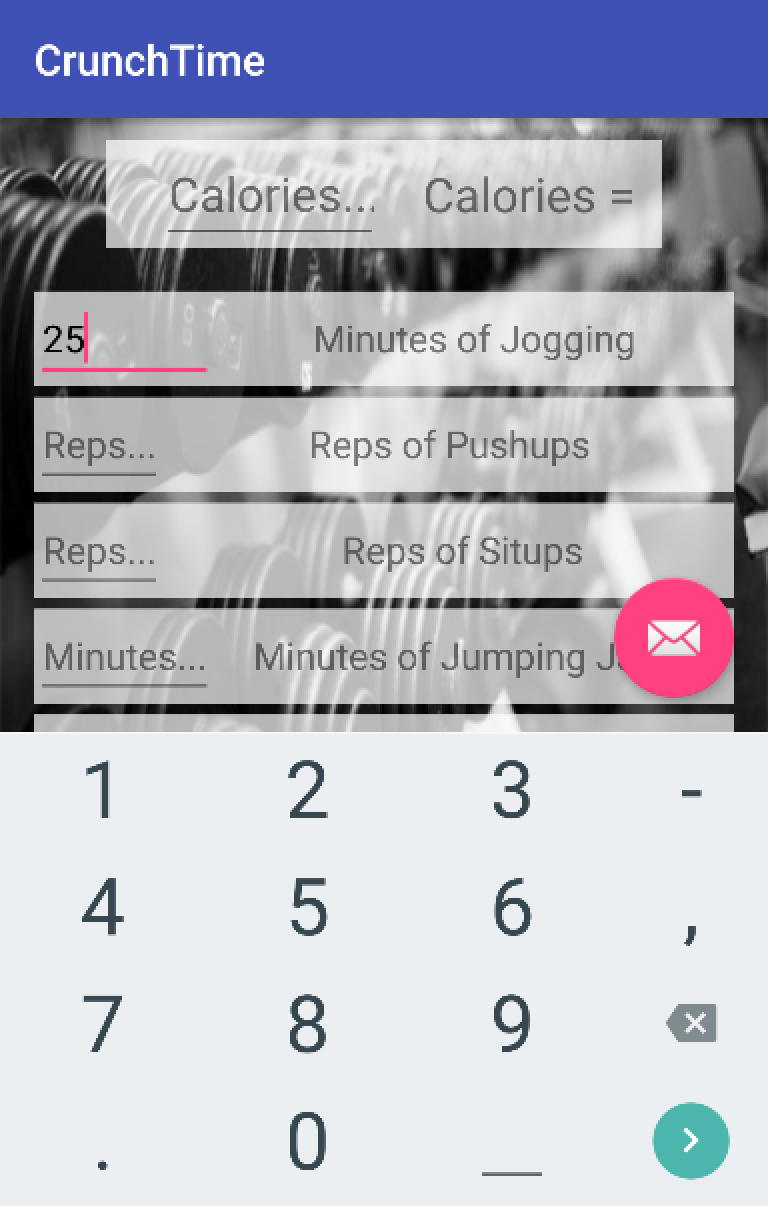 CrunchTime
Calories... Calories =
25 Minutes of Jogging
Reps... Reps of Pushups
Reps... Reps of Situps
Minutes... Minutes of Jumping
1 2 3 -
4 5 6 ,
7 8 9
. 0 _